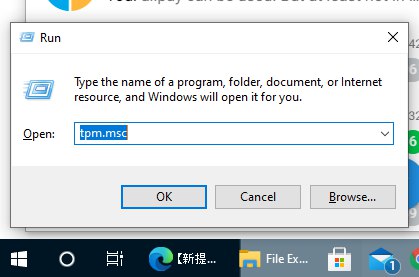 Run
Type the name of a program, folder, document, or Internet
resource, and Windows will open it for you.
Open:
tpm.msc
OK
Cancel
Browse...
【新提...
File Ex...
1